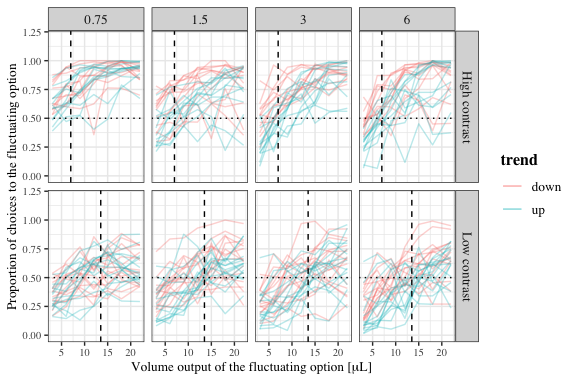 0.75 1.5 3 6
1.25
1.00
0.75
0.50
0.25
0.00
High contrast
1.25
1.00
0.75
0.50
0.25
0.00
Low contrast
5 10 15 20 5 10 15 20 5 10 15 20 5 10 15 20
Volume output of the fluctuating option [μL]
Proportion of choices to the fluctuating option
trend
down
up